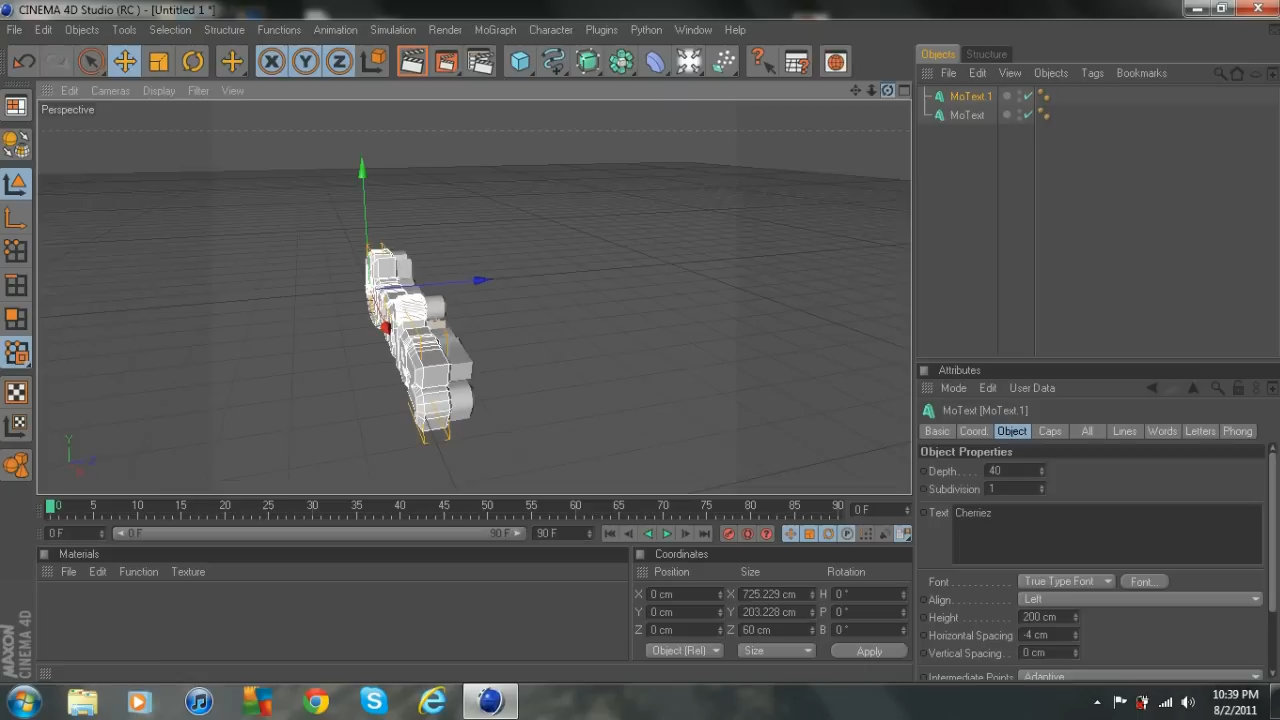 CINEMA 4D Studio (RC ) - [Untitled 1 *]
File Edit Objects Tools Selection Structure Functions Animation Simulation Render MoGraph Character Plugins Python Window Help
X Y Z
Edit Cameras Display Filter View
Perspective
Y
0 5 10 15 20 25 30 35 40 45 50 55 60 65 70 75 80 85 90 0 F
0 F 0 F 90 F 90 F
Materials
File Edit Function Texture
Coordinates
Position Size Rotation
X 0 cm X 725.229 cm H 0 °
Y 0 cm Y 203.228 cm P 0 °
Z 0 cm Z 60 cm B 0 °
Object (Rel) Size Apply
MAXON
CINEMA 4D
Objects Structure
File Edit View Objects Tags Bookmarks
MoText.1
MoText
Attributes
Mode Edit User Data
MoText [MoText.1]
Basic Coord. Object Caps All Lines Words Letters Phong
Object Properties
Depth 40
Subdivision 1
Text Cherriez
Font True Type Font Font...
Align Left
Height 200 cm
Horizontal Spacing -4 cm
Vertical Spacing 0 cm
Intermediate Points Adaptive
10:39 PM
8/2/2011